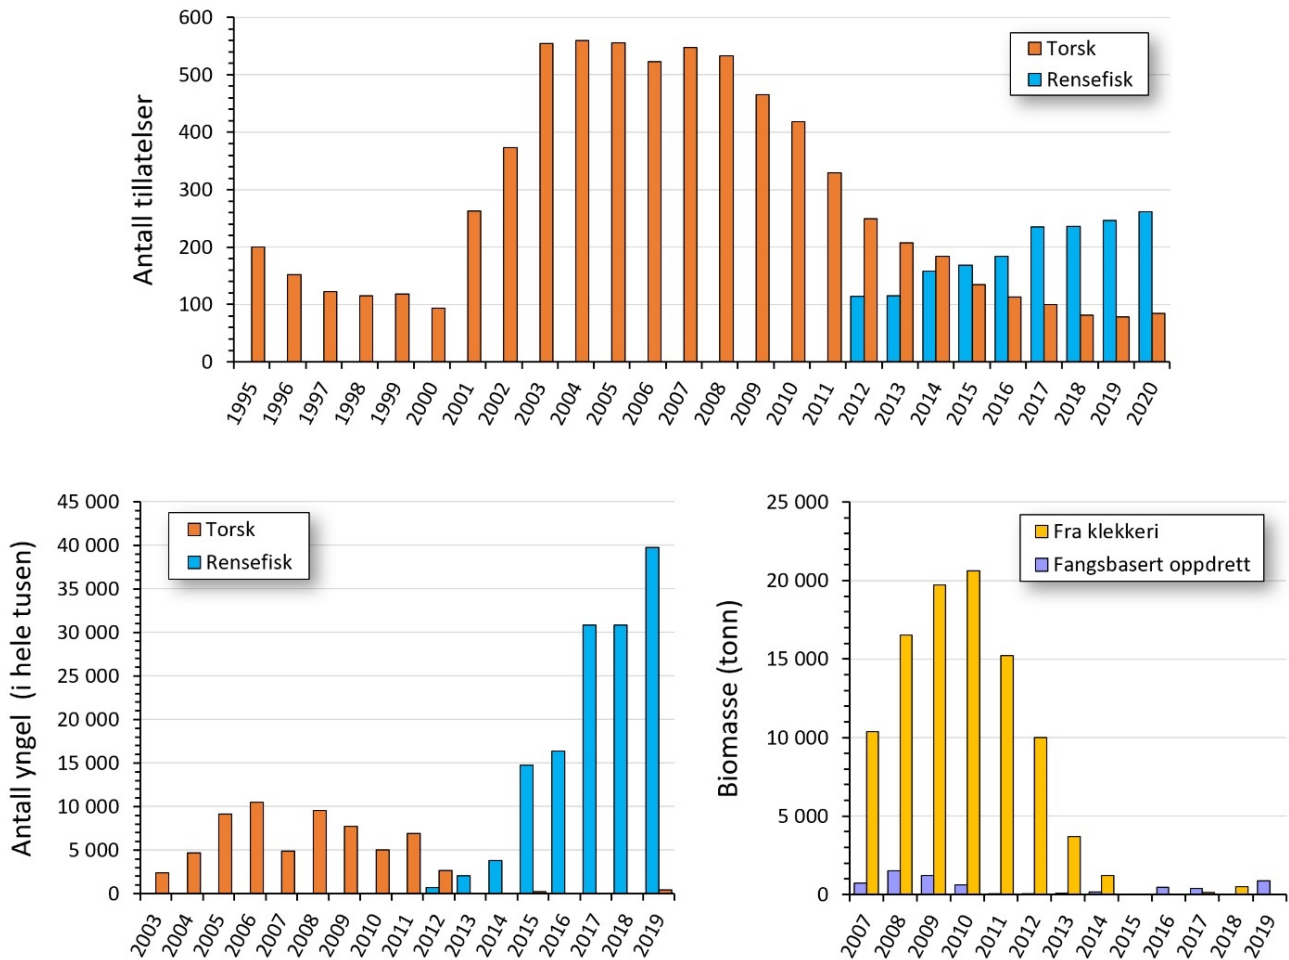 Antall tillatelser
600
500
400
300
200
100
0
Torsk
Rensefisk
1995 1996 1997 1998 1999 2000 2001 2002 2003 2004 2005 2006 2007 2008 2009 2010 2011 2012 2013 2014 2015 2016 2017 2018 2019 2020
Antall yngel (i hele tusen)
45 000
40 000
35 000
30 000
25 000
20 000
15 000
10 000
5 000
0
Torsk
Rensefisk
2003 2004 2005 2006 2007 2008 2009 2010 2011 2012 2013 2014 2015 2016 2017 2018 2019
Biomasse (tonn)
25 000
20 000
15 000
10 000
5 000
0
Fra klekkeri
Fangsbasert oppdrett
2007 2008 2009 2010 2011 2012 2013 2014 2015 2016 2017 2018 2019